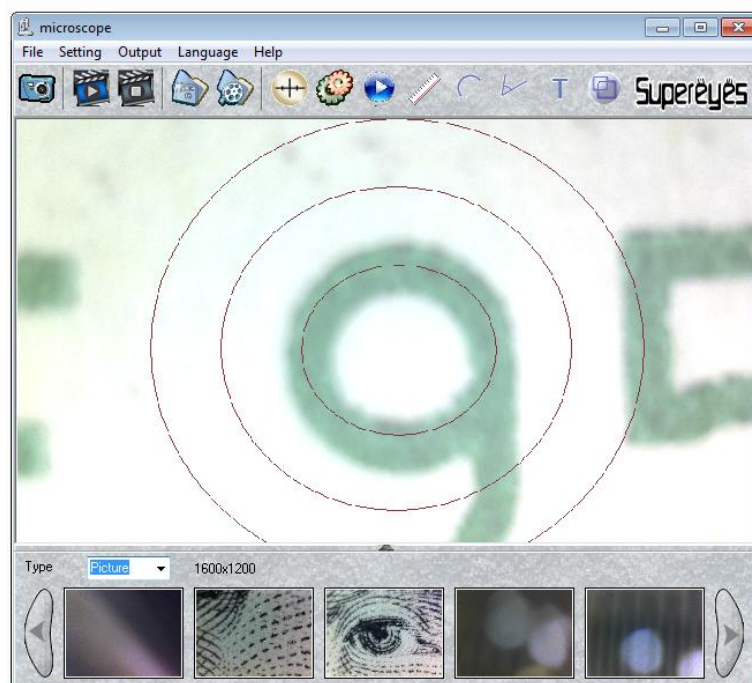 microscope
File Setting Output Language Help
T Supereyes
Type Picture 1600x1200